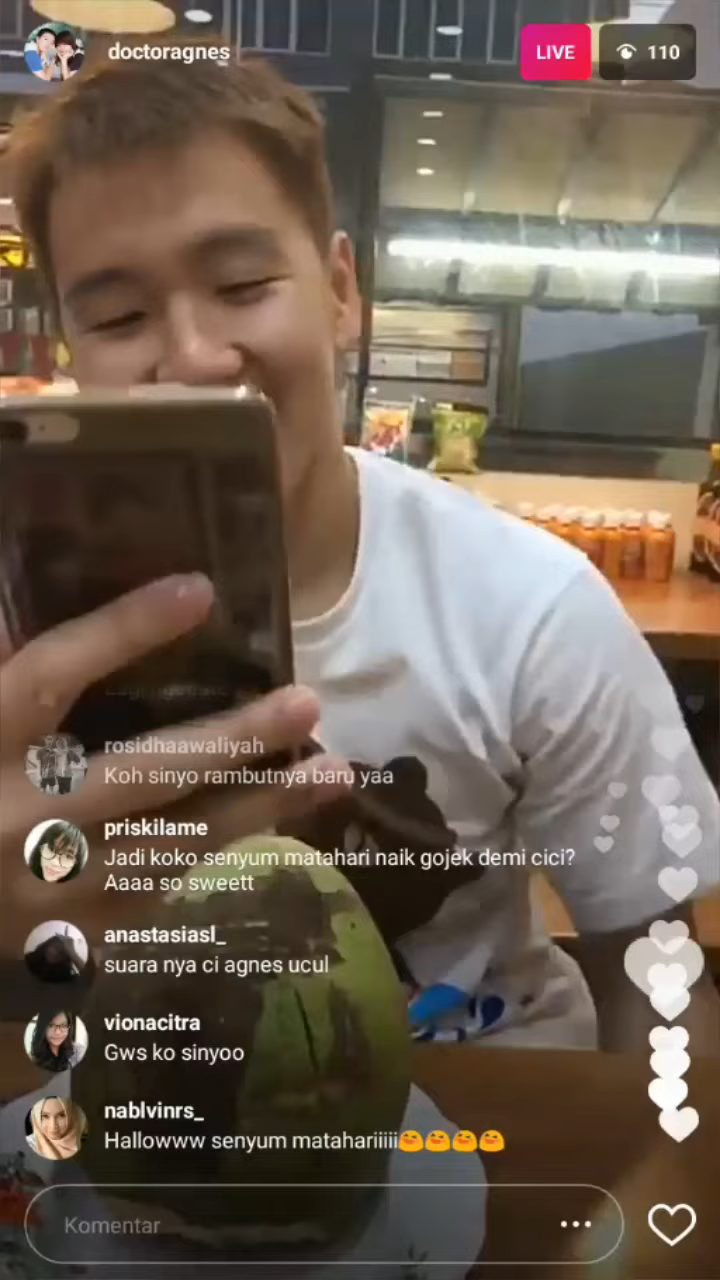 doctoragnes
LIVE
110
rosidhaawaliyah
Koh sinyo rambutnya baru yaa
priskilame
Jadi koko senyum matahari naik gojek demi cici?
Aaaa so sweett
anastasiasl_
suara nya ci agnes ucul
vionacitra
Gws ko sinyoo
nablvinrs_
Hallowww senyum matahariiiii😄😄😄😄
Komentar